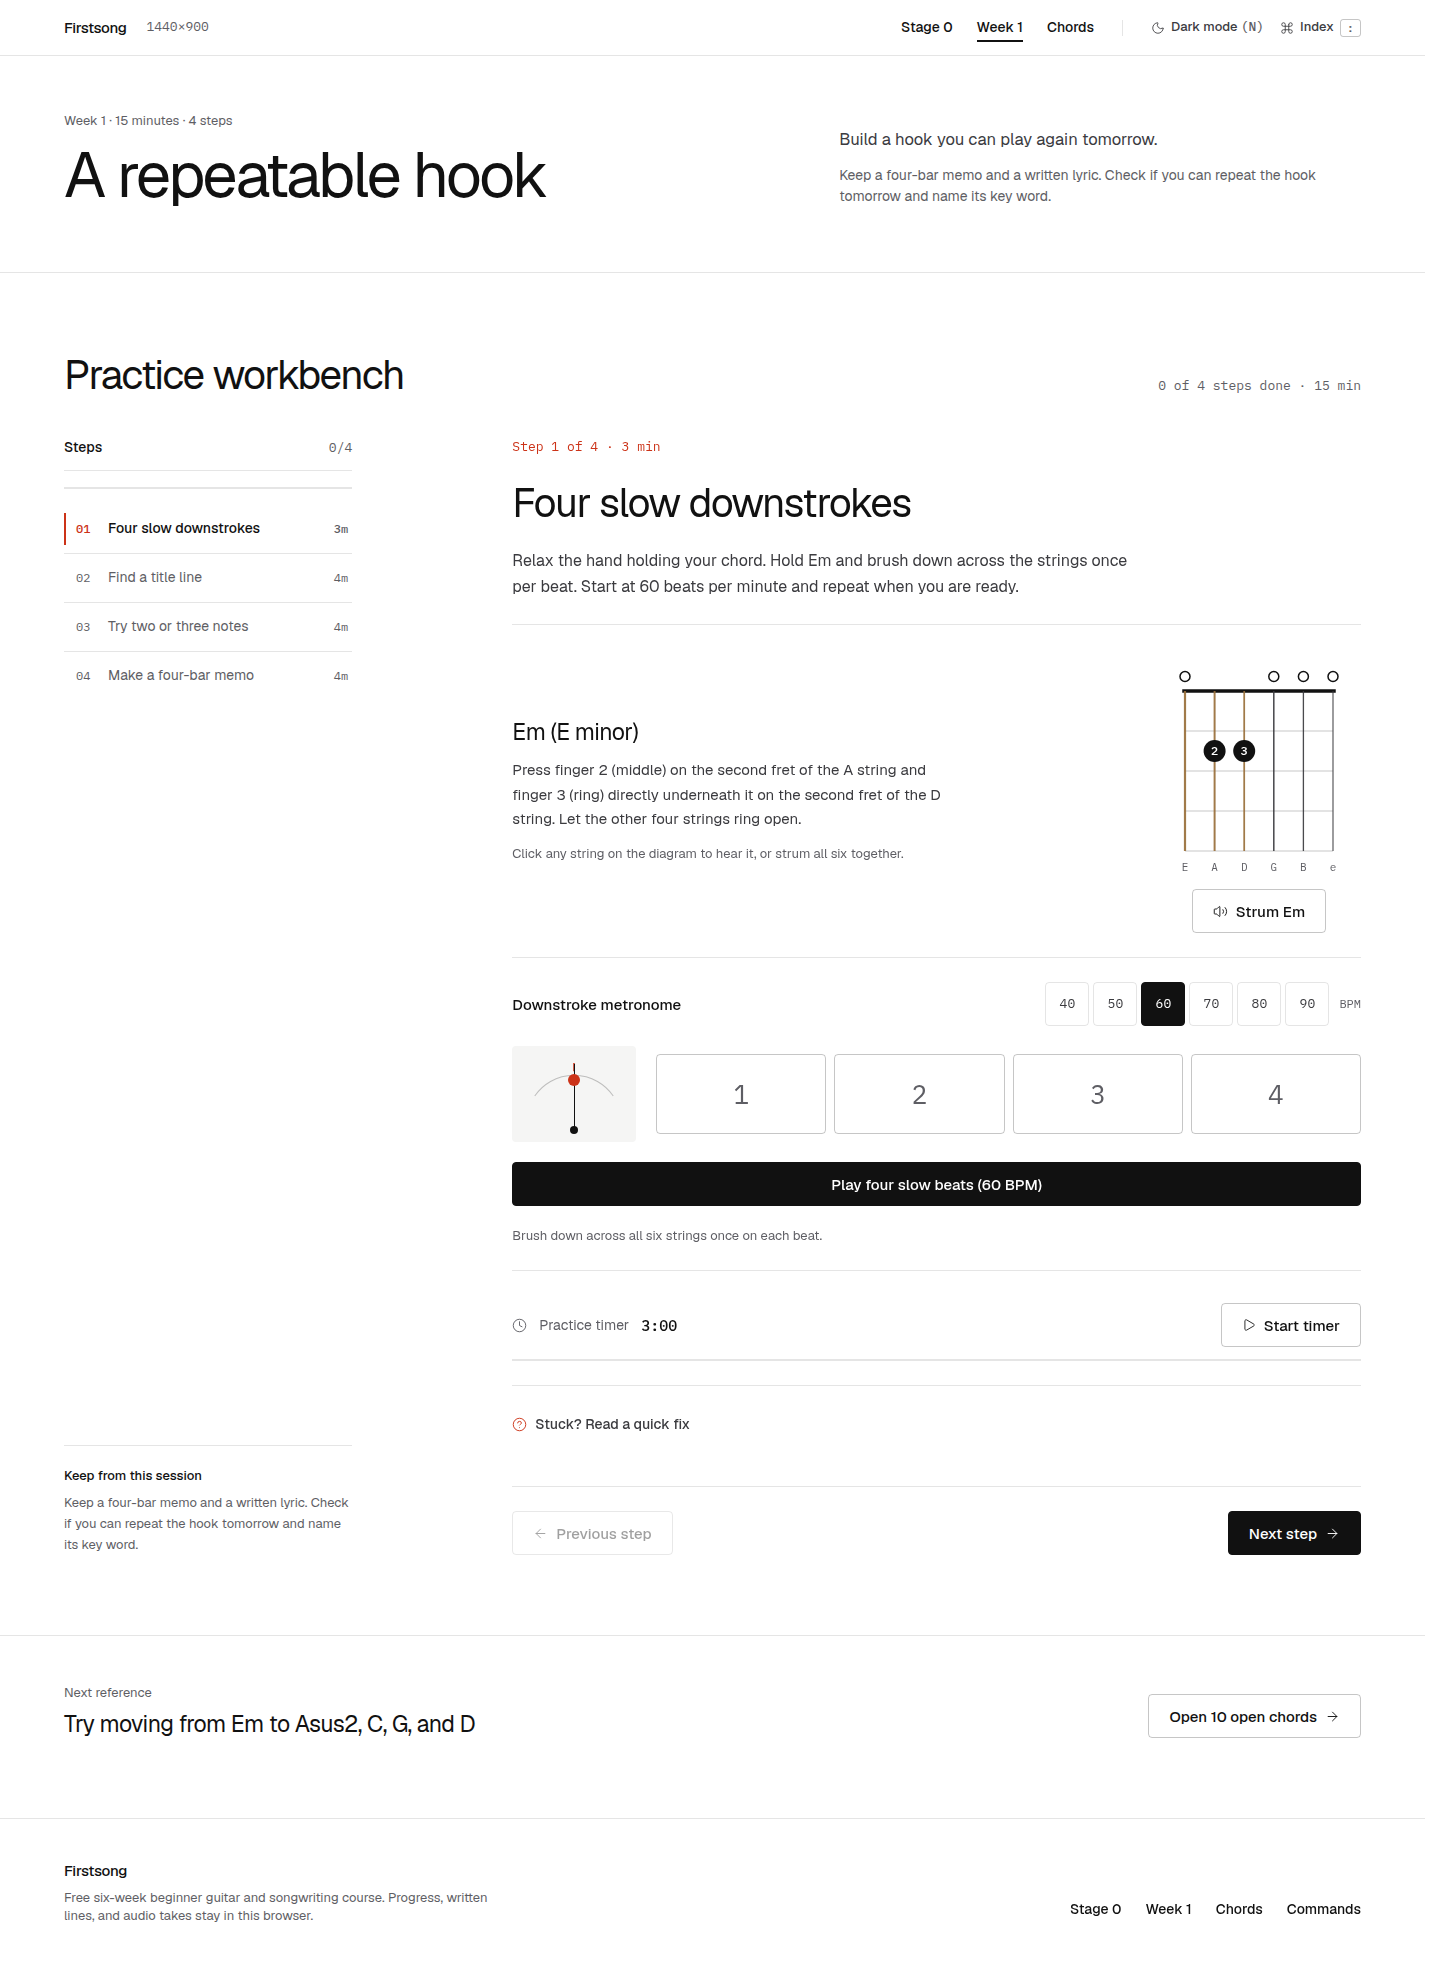 Firstsong 1440×900 Stage 0 Week 1 Chords Dark mode (N) Index :
Week 1 · 15 minutes · 4 steps
A repeatable hook
Build a hook you can play again tomorrow.
Keep a four-bar memo and a written lyric. Check if you can repeat the hook
tomorrow and name its key word.
Practice workbench
0 of 4 steps done · 15 min
Steps 0/4
01 Four slow downstrokes 3m
02 Find a title line 4m
03 Try two or three notes 4m
04 Make a four-bar memo 4m
Step 1 of 4 · 3 min
Four slow downstrokes
Relax the hand holding your chord. Hold Em and brush down across the strings once
per beat. Start at 60 beats per minute and repeat when you are ready.
Em (E minor)
Press finger 2 (middle) on the second fret of the A string and
finger 3 (ring) directly underneath it on the second fret of the D
string. Let the other four strings ring open.
Click any string on the diagram to hear it, or strum all six together.
2 3
E A D G B e
Strum Em
Downstroke metronome
40 50 60 70 80 90 BPM
1 2 3 4
Play four slow beats (60 BPM)
Brush down across all six strings once on each beat.
Practice timer 3:00
Start timer
Stuck? Read a quick fix
Keep from this session
Keep a four-bar memo and a written lyric. Check
if you can repeat the hook tomorrow and name
its key word.
Previous step
Next step
Next reference
Try moving from Em to Asus2, C, G, and D
Open 10 open chords
Firstsong
Free six-week beginner guitar and songwriting course. Progress, written
lines, and audio takes stay in this browser.
Stage 0 Week 1 Chords Commands